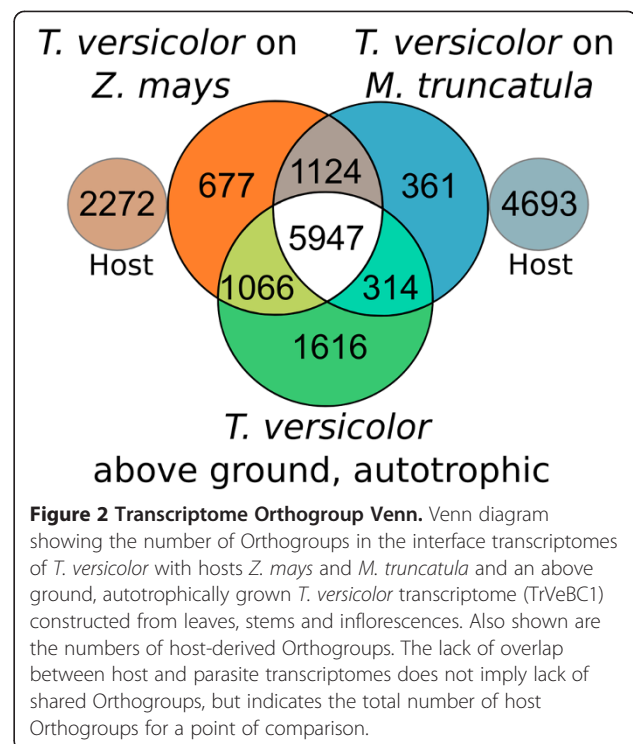 T. versicolor on
Z. mays
T. versicolor on
M. truncatula
677
1124
361
2272
Host
5947
4693
Host
1066
314
1616
T. versicolor
above ground, autotrophic
Figure 2 Transcriptome Orthogroup Venn. Venn diagram
showing the number of Orthogroups in the interface transcriptomes
of T. versicolor with hosts Z. mays and M. truncatula and an above
ground, autotrophically grown T. versicolor transcriptome (TrVeBC1)
constructed from leaves, stems and inflorescences. Also shown are
the numbers of host-derived Orthogroups. The lack of overlap
between host and parasite transcriptomes does not imply lack of
shared Orthogroups, but indicates the total number of host
Orthogroups for a point of comparison.